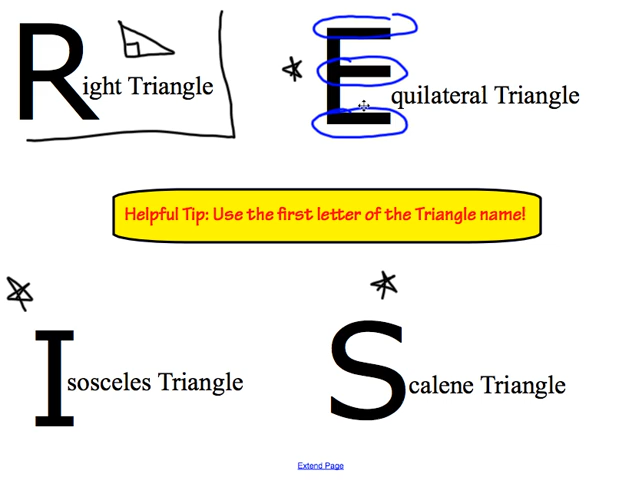 Right Triangle
Equilateral Triangle
Helpful Tip: Use the first letter of the Triangle name!
Isosceles Triangle
Scalene Triangle
Extend Page